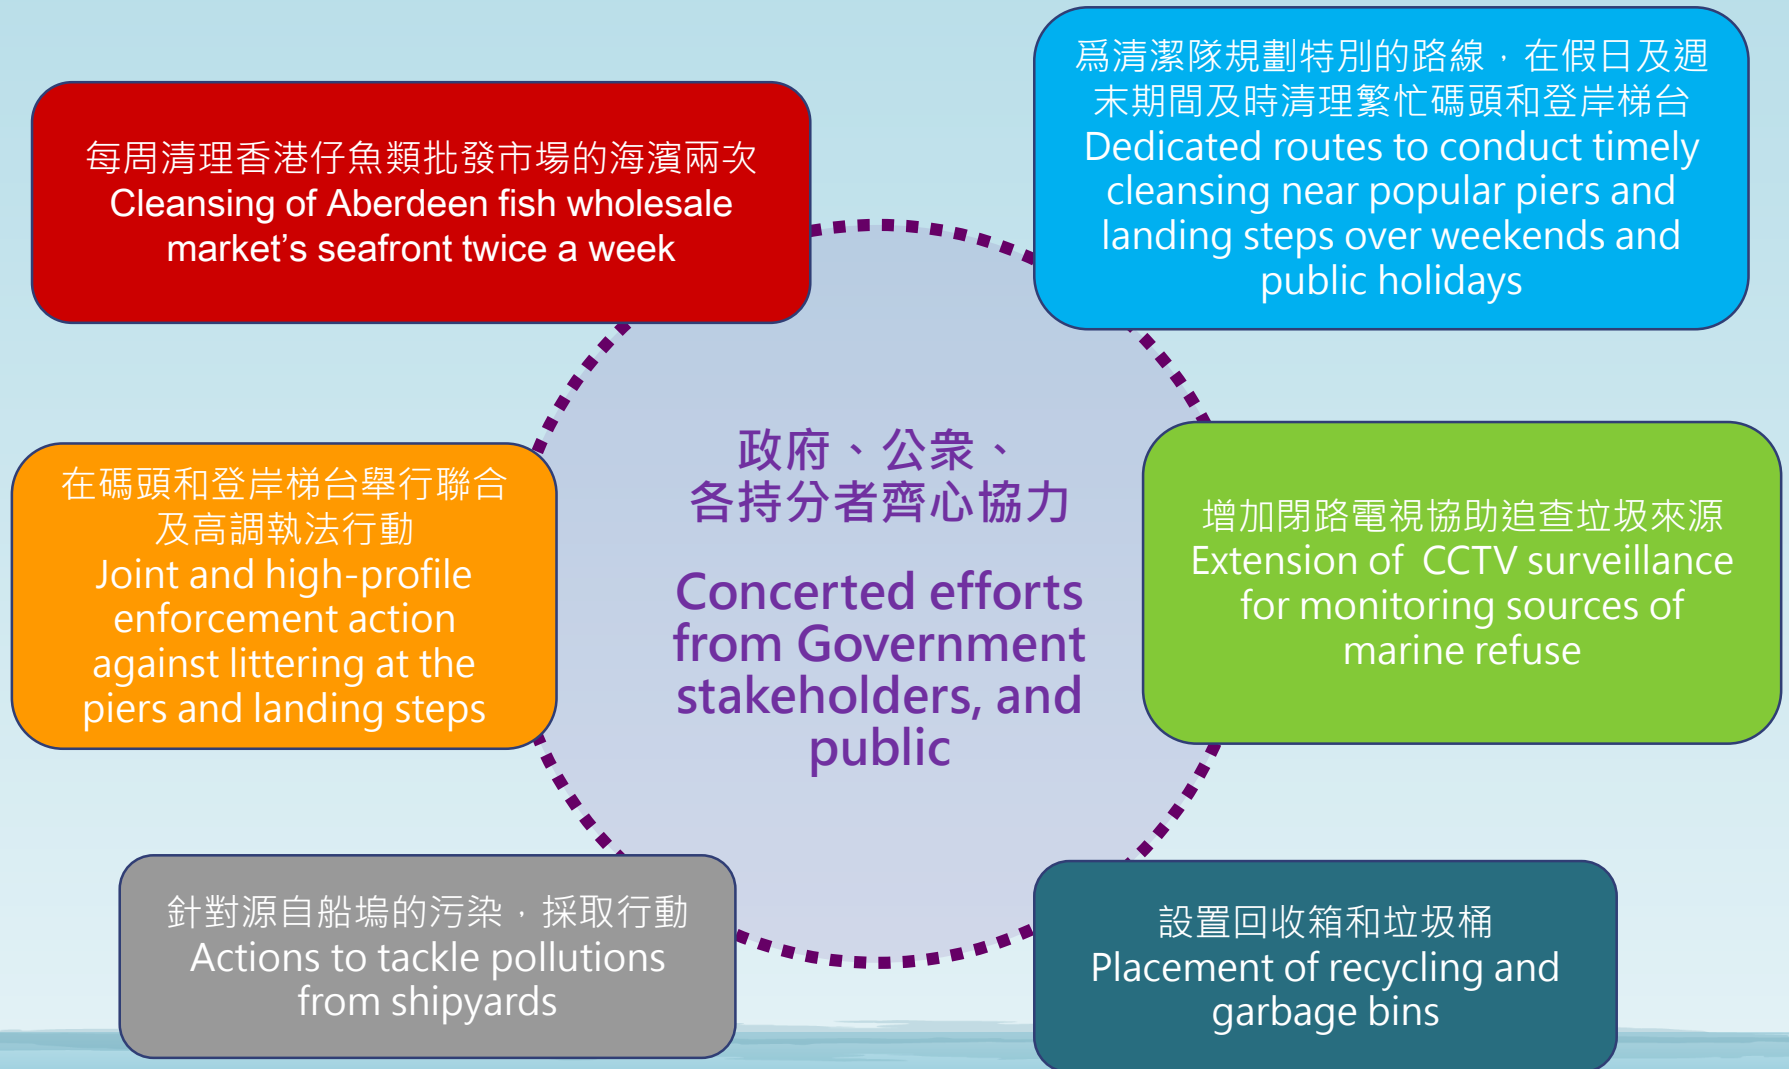 每周清理香港仔魚類批發市場的海濱兩次
Cleansing of Aberdeen fish wholesale
market's seafront twice a week
爲清潔隊規劃特別的路線，在假日及週
末期間及時清理繁忙碼頭和登岸梯台
Dedicated routes to conduct timely
cleansing near popular piers and
landing steps over weekends and
public holidays
在碼頭和登岸梯台舉行聯合
及高調執法行動
Joint and high-profile
enforcement action
against littering at the
piers and landing steps
政府、公衆、
各持分者齊心協力
Concerted efforts
from Government
stakeholders, and
public
增加閉路電視協助追查垃圾來源
Extension of CCTV surveillance
for monitoring sources of
marine refuse
針對源自船塢的污染，採取行動
Actions to tackle pollutions
from shipyards
設置回收箱和垃圾桶
Placement of recycling and
garbage bins